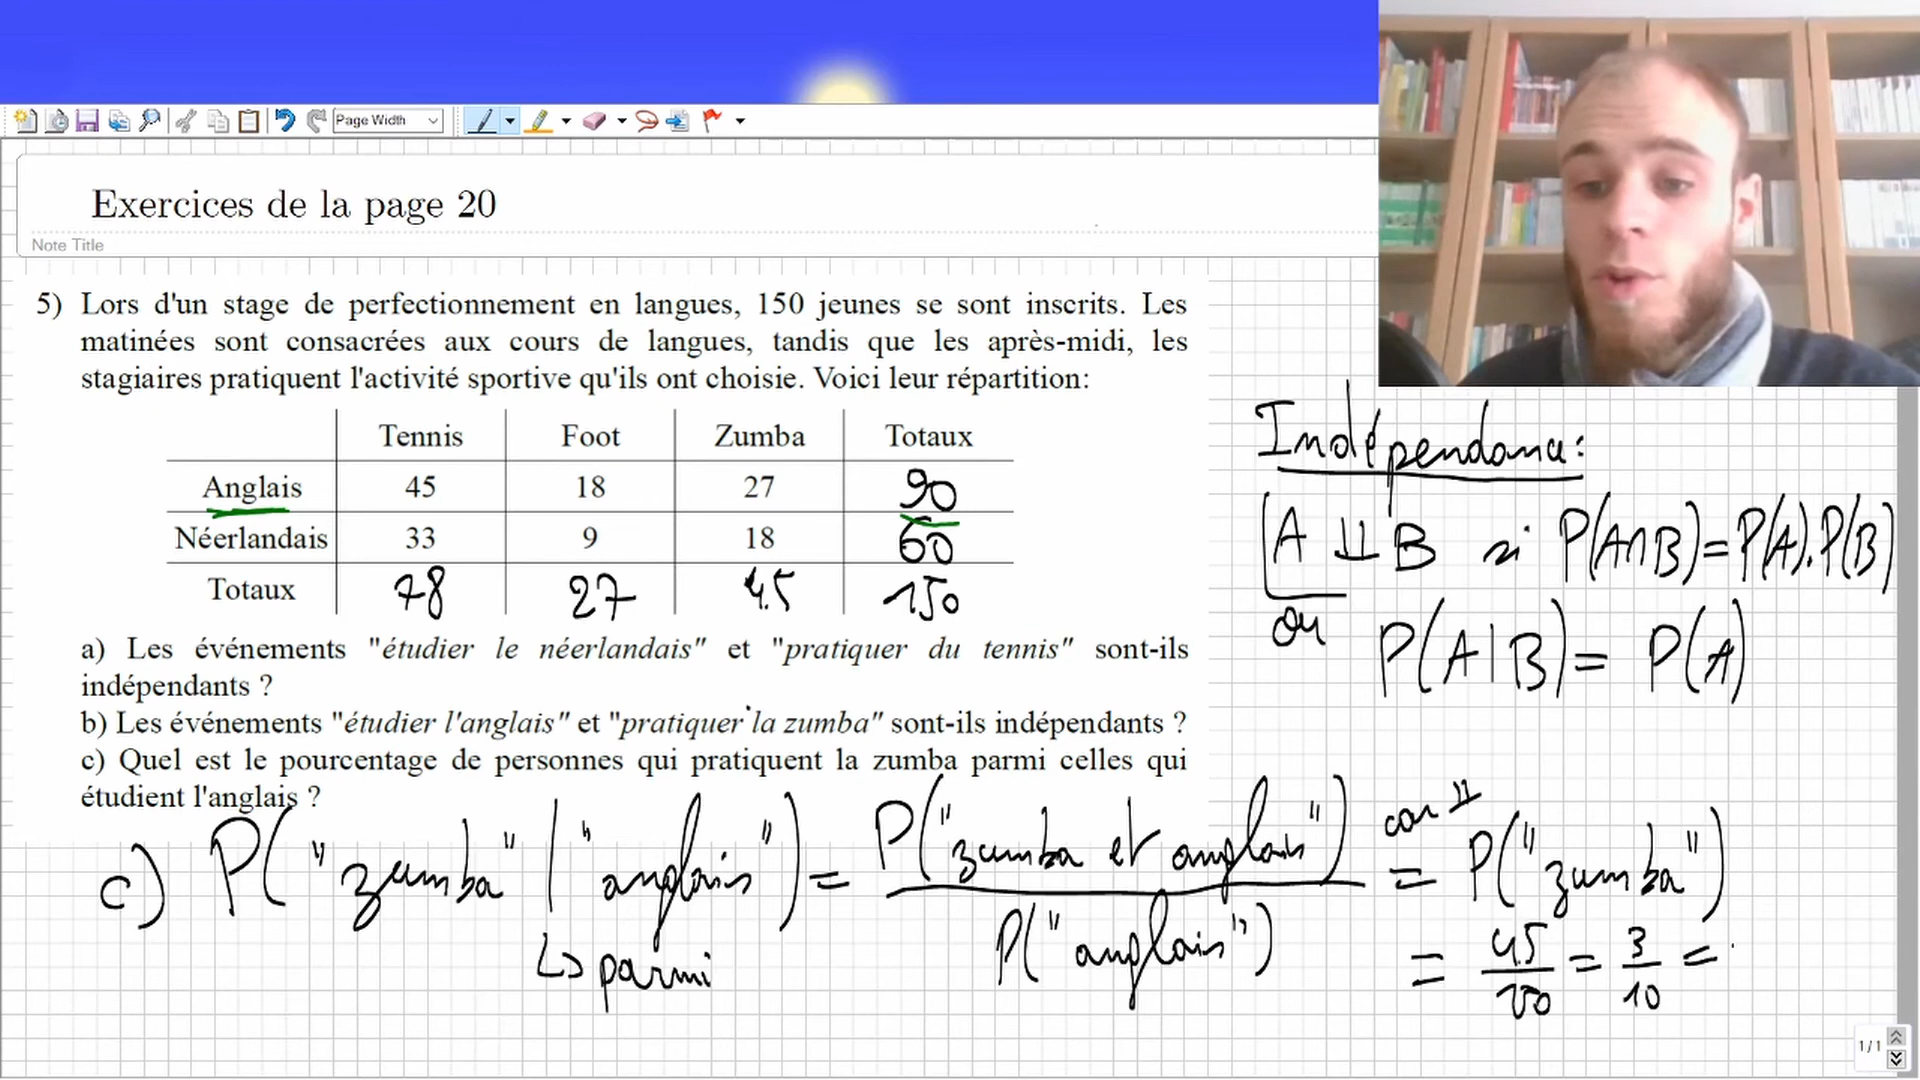 Page Width
Exercices de la page 20
Note Title
5) Lors d'un stage de perfectionnement en langues, 150 jeunes se sont inscrits. Les
matinées sont consacrées aux cours de langues, tandis que les après-midi, les
stagiaires pratiquent l'activité sportive qu'ils ont choisie. Voici leur répartition:
Tennis Foot Zumba Totaux
Anglais 45 18 27 90
Néerlandais 33 9 18 60
Totaux 78 27 45 150
a) Les événements "étudier le néerlandais" et "pratiquer du tennis" sont-ils
indépendants ?
b) Les événements "étudier l'anglais" et "pratiquer la zumba" sont-ils indépendants ?
c) Quel est le pourcentage de personnes qui pratiquent la zumba parmi celles qui
étudient l'anglais ?
Indépendance:
A ⫫ B si P(A∩B)=P(A).P(B)
ou P(A|B)= P(A)
c) P("zumba" | "anglais") = P("zumba et anglais") / P("anglais") = P("zumba")
car ⫫
↳ parmi
= 45/150 = 3/10 =
1/1